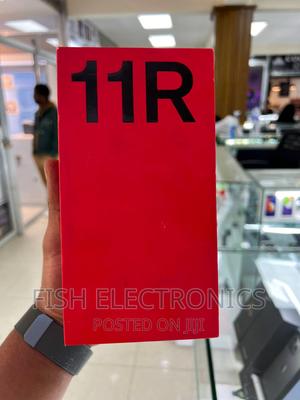 11R
FISH ELECTRONICS
POSTED ON JIJI